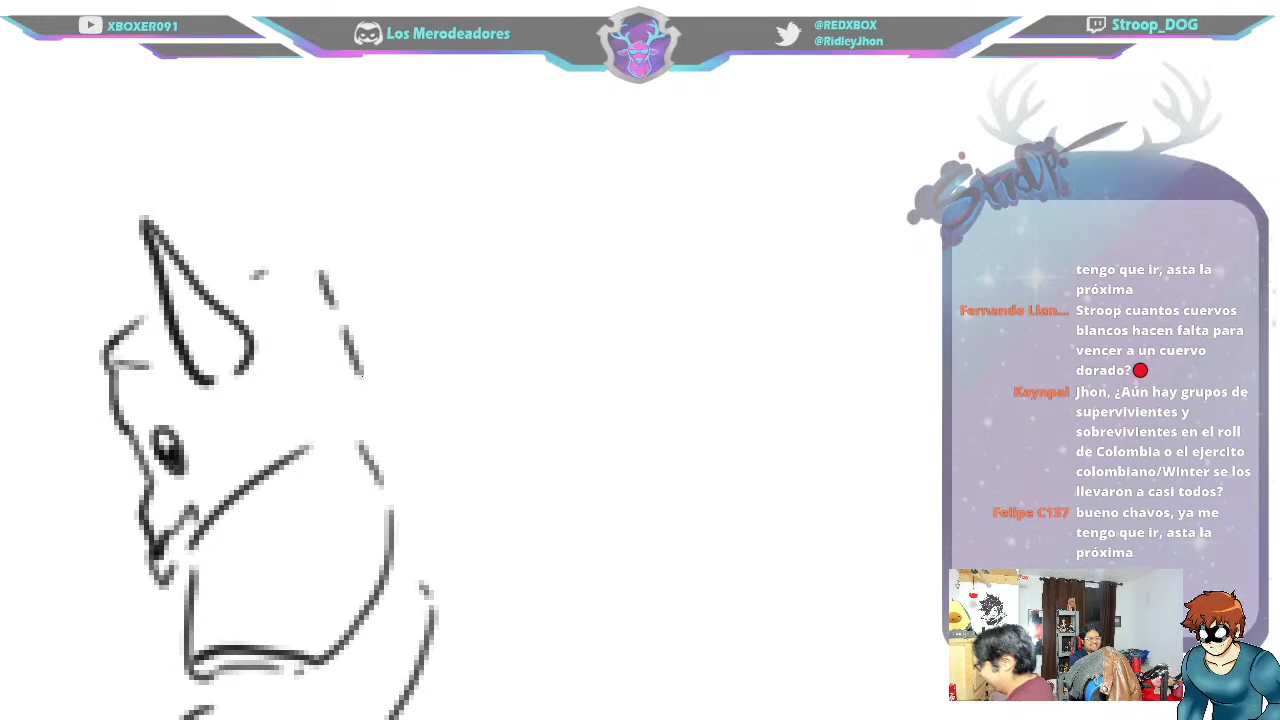 XBOXER091
Los Merodeadores
@REDXBOX
@RidleyJhon
Stroop_DOG
Stroop
tengo que ir, asta la
próxima
Fernando Llan... Stroop cuantos cuervos
blancos hacen falta para
vencer a un cuervo
dorado?
Kaynpai Jhon, ¿Aún hay grupos de
supervivientes y
sobrevivientes en el roll
de Colombia o el ejercito
colombiano/Winter se los
llevaron a casi todos?
Felipe C137 bueno chavos, ya me
tengo que ir, asta la
próxima